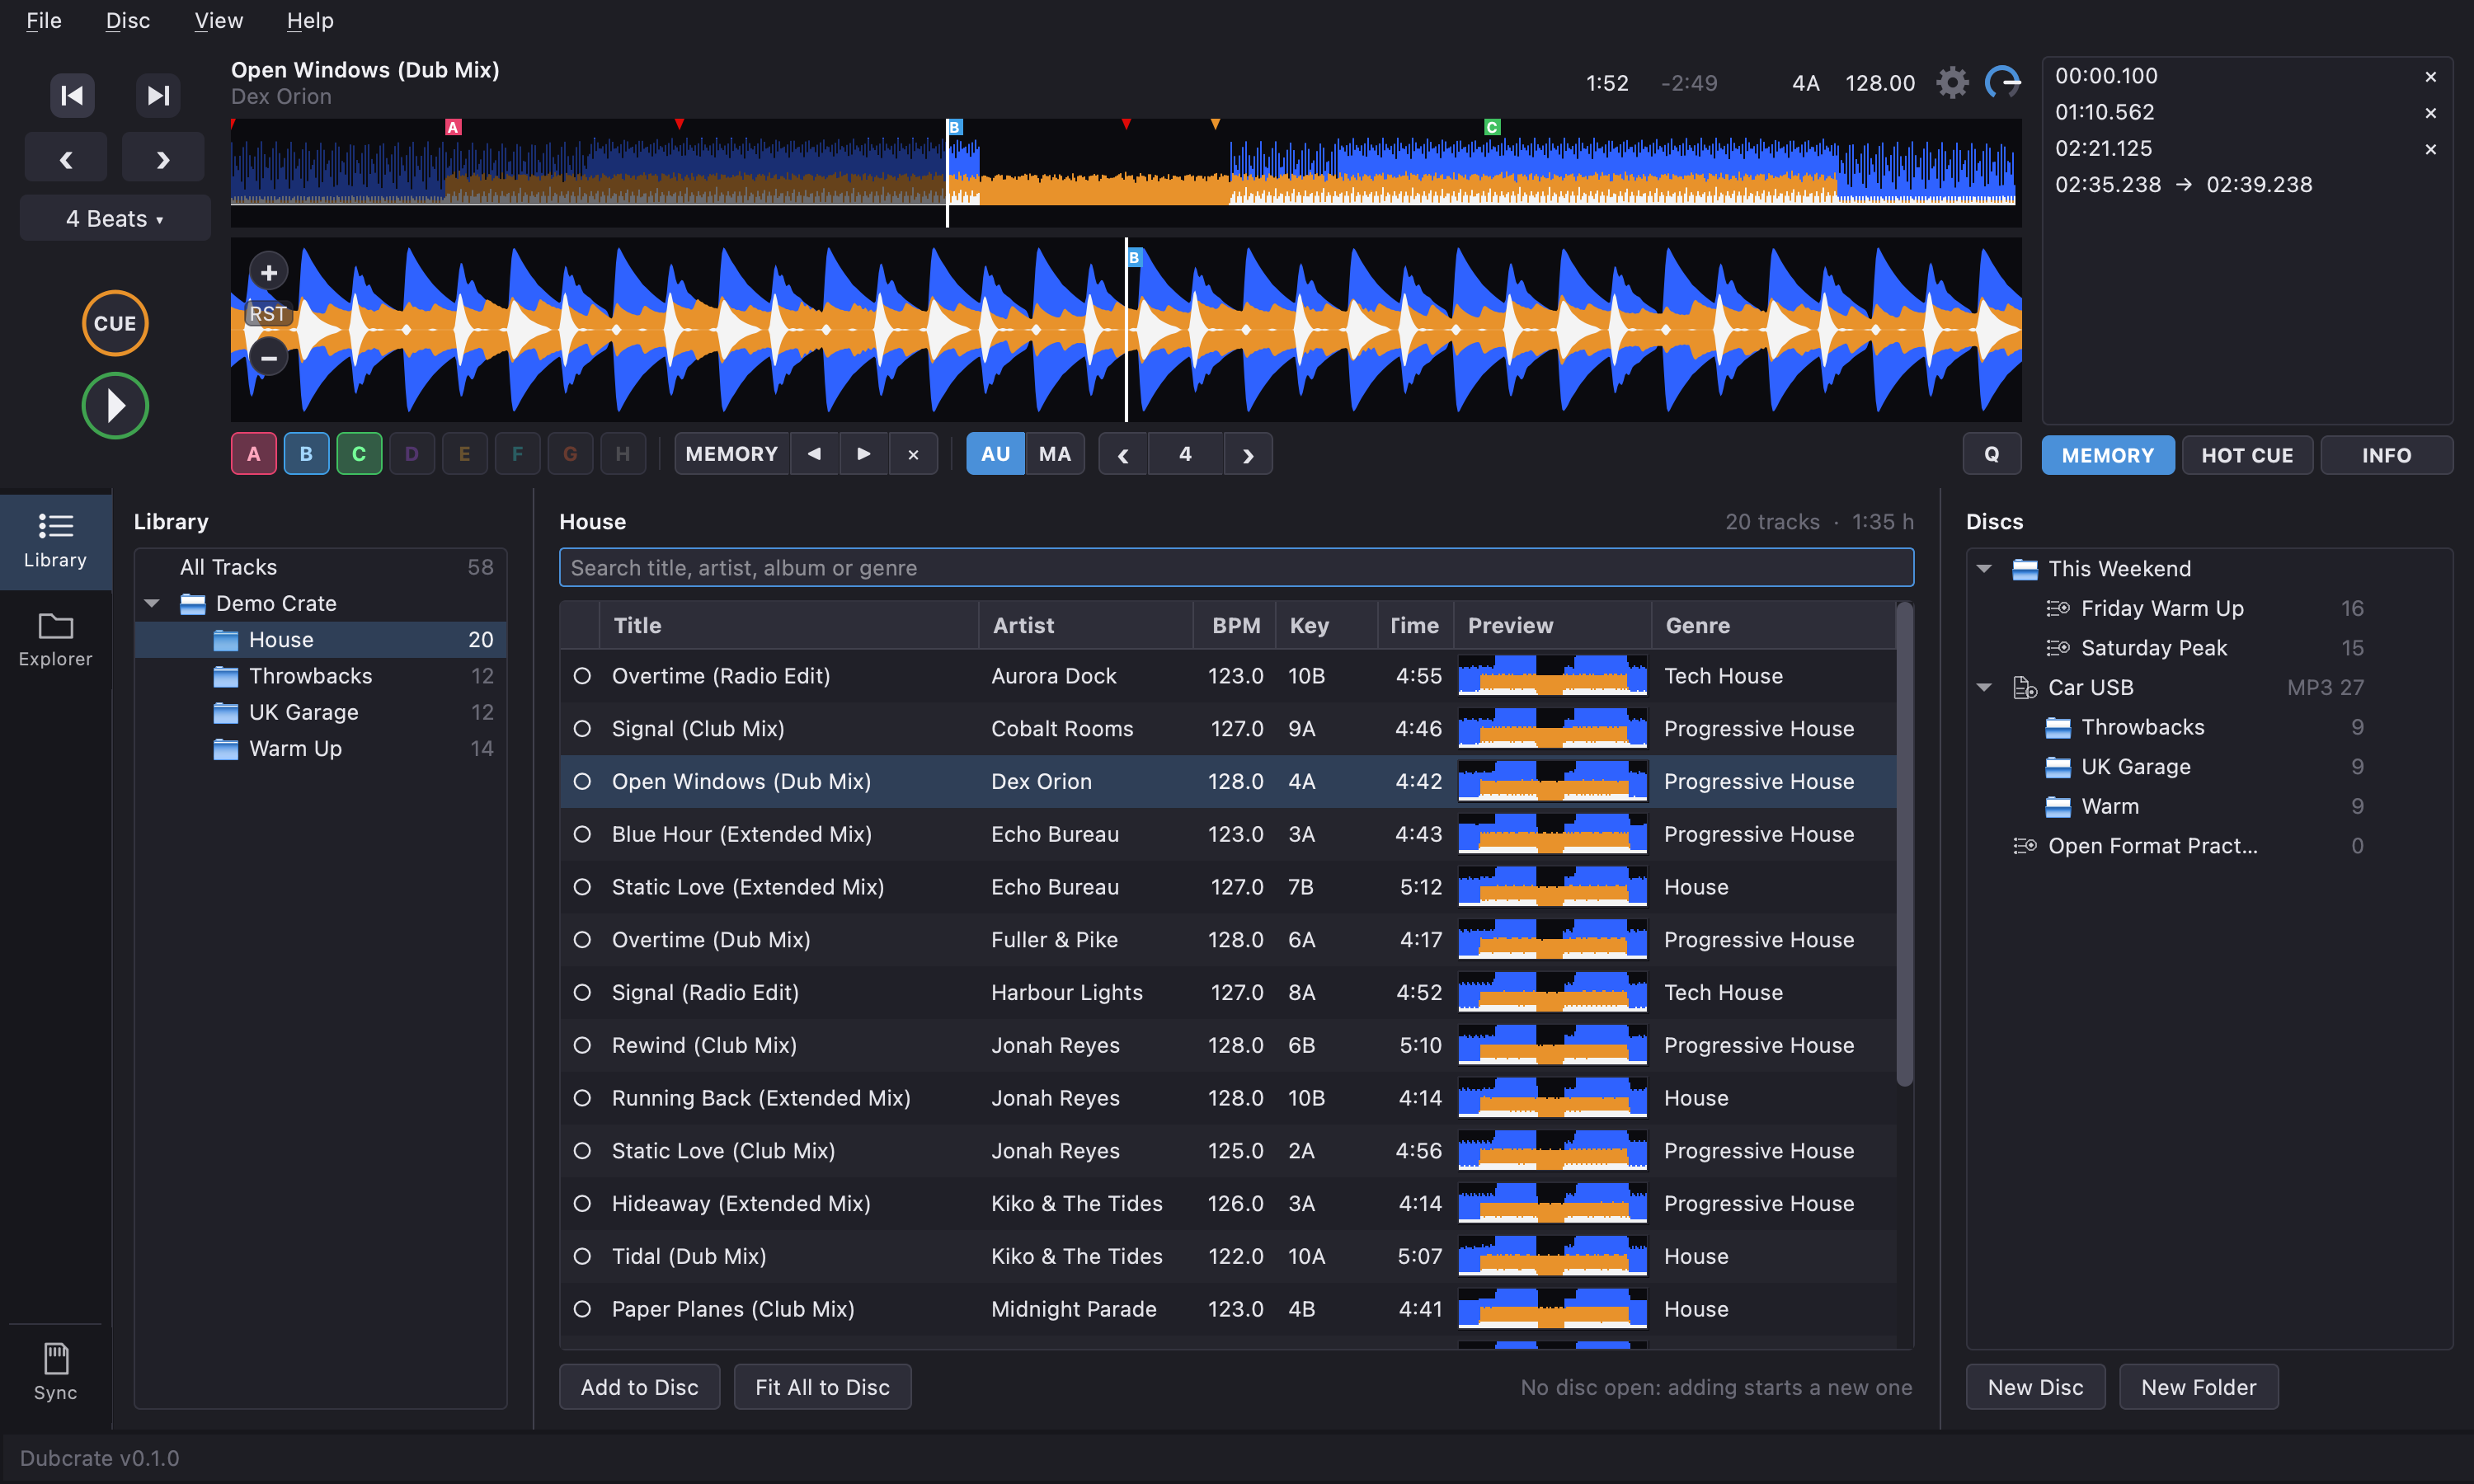 File Disc View Help
Open Windows (Dub Mix)
Dex Orion
1:52 -2:49 4A 128.00
A B C
4 Beats ▾
CUE
+
RST
−
B
00:00.100 ×
01:10.562 ×
02:21.125 ×
02:35.238 → 02:39.238
A B C D E F G H MEMORY ◀ ▶ × AU MA ‹ 4 › Q
MEMORY HOT CUE INFO
Library
Explorer
Sync
Library
All Tracks 58
Demo Crate
House 20
Throwbacks 12
UK Garage 12
Warm Up 14
House 20 tracks · 1:35 h
Search title, artist, album or genre
Title Artist BPM Key Time Preview Genre
Overtime (Radio Edit) Aurora Dock 123.0 10B 4:55 Tech House
Signal (Club Mix) Cobalt Rooms 127.0 9A 4:46 Progressive House
Open Windows (Dub Mix) Dex Orion 128.0 4A 4:42 Progressive House
Blue Hour (Extended Mix) Echo Bureau 123.0 3A 4:43 Progressive House
Static Love (Extended Mix) Echo Bureau 127.0 7B 5:12 House
Overtime (Dub Mix) Fuller & Pike 128.0 6A 4:17 Progressive House
Signal (Radio Edit) Harbour Lights 127.0 8A 4:52 Tech House
Rewind (Club Mix) Jonah Reyes 128.0 6B 5:10 Progressive House
Running Back (Extended Mix) Jonah Reyes 128.0 10B 4:14 House
Static Love (Club Mix) Jonah Reyes 125.0 2A 4:56 Progressive House
Hideaway (Extended Mix) Kiko & The Tides 126.0 3A 4:14 Progressive House
Tidal (Dub Mix) Kiko & The Tides 122.0 10A 5:07 House
Paper Planes (Club Mix) Midnight Parade 123.0 4B 4:41 House
Add to Disc Fit All to Disc No disc open: adding starts a new one
Discs
This Weekend
Friday Warm Up 16
Saturday Peak 15
Car USB MP3 27
Throwbacks 9
UK Garage 9
Warm 9
Open Format Pract... 0
New Disc New Folder
Dubcrate v0.1.0